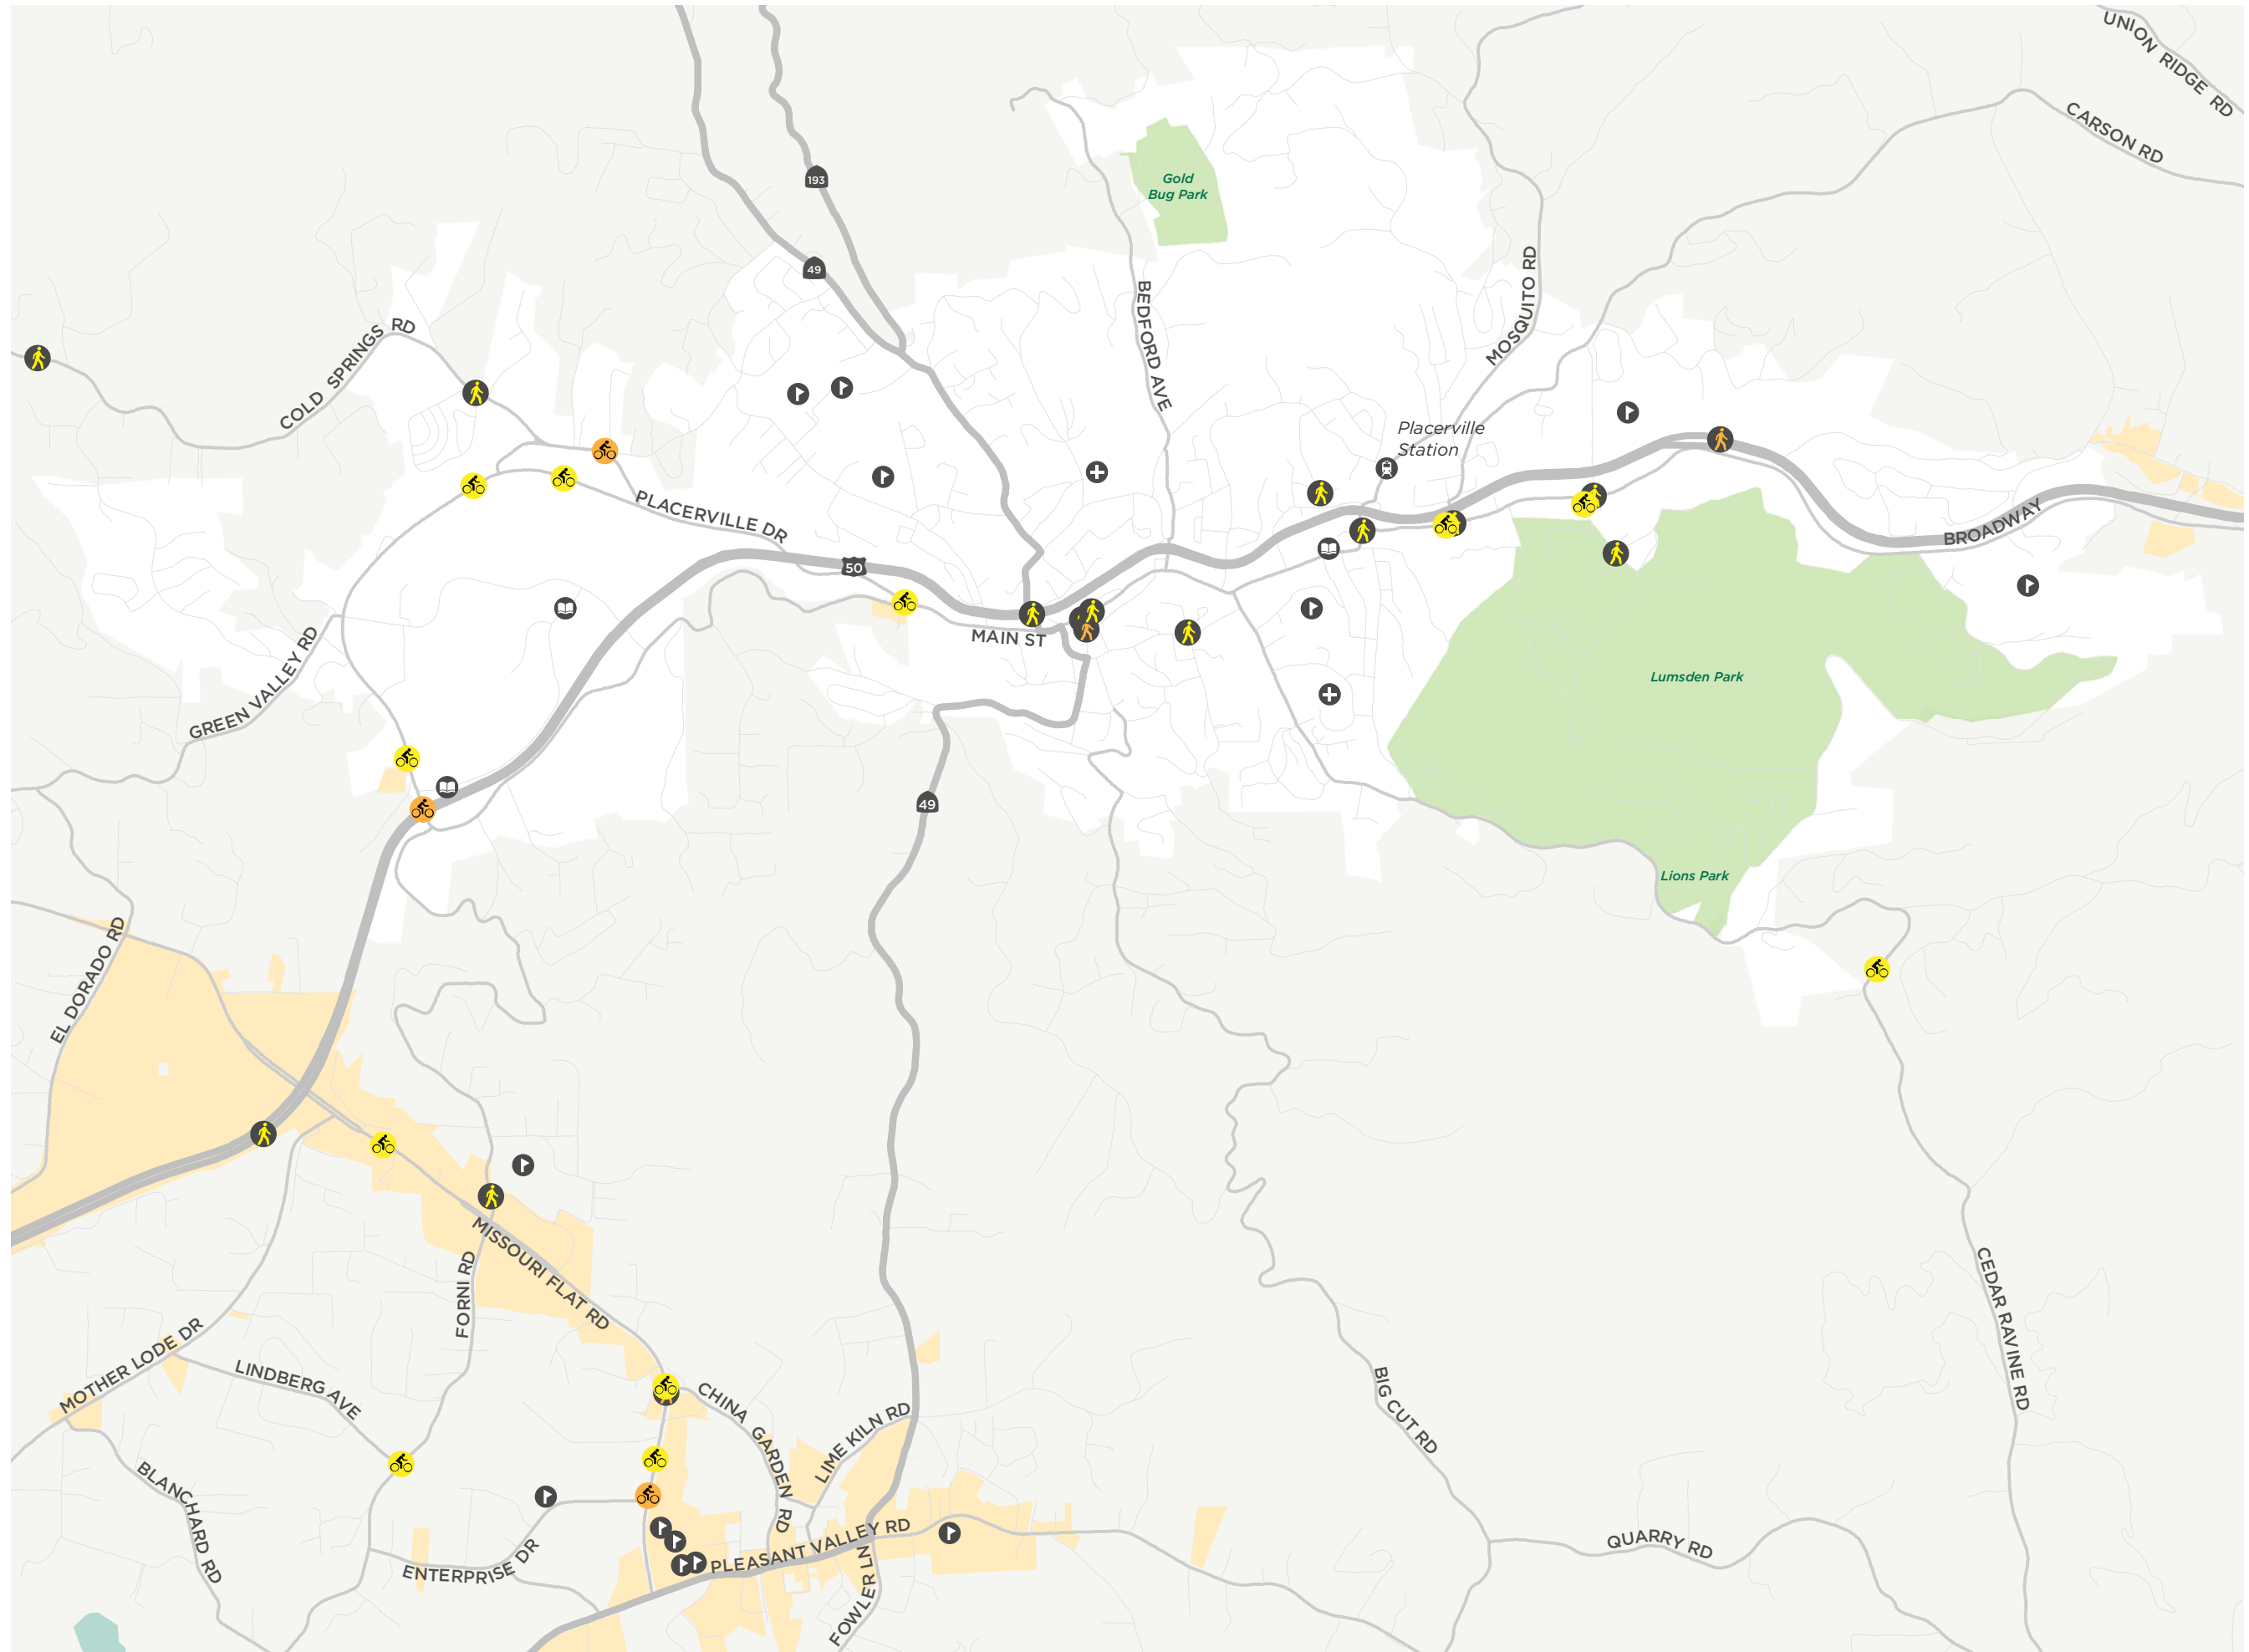 UNION RIDGE RD
CARSON RD
193
Gold
Bug Park
49
MOSQUITO RD
BEDFORD AVE
COLD SPRINGS RD
Placerville
Station
PLACERVILLE DR
BROADWAY
50
MAIN ST
GREEN VALLEY RD
Lumsden Park
49
Lions Park
EL DORADO RD
MISSOURI FLAT RD
FORNI RD
CEDAR RAVINE RD
MOTHER LODE DR
LINDBERG AVE
CHINA GARDEN RD
LIME KILN RD
BIG CUT RD
BLANCHARD RD
PLEASANT VALLEY RD
QUARRY RD
ENTERPRISE DR
FOWLER LN